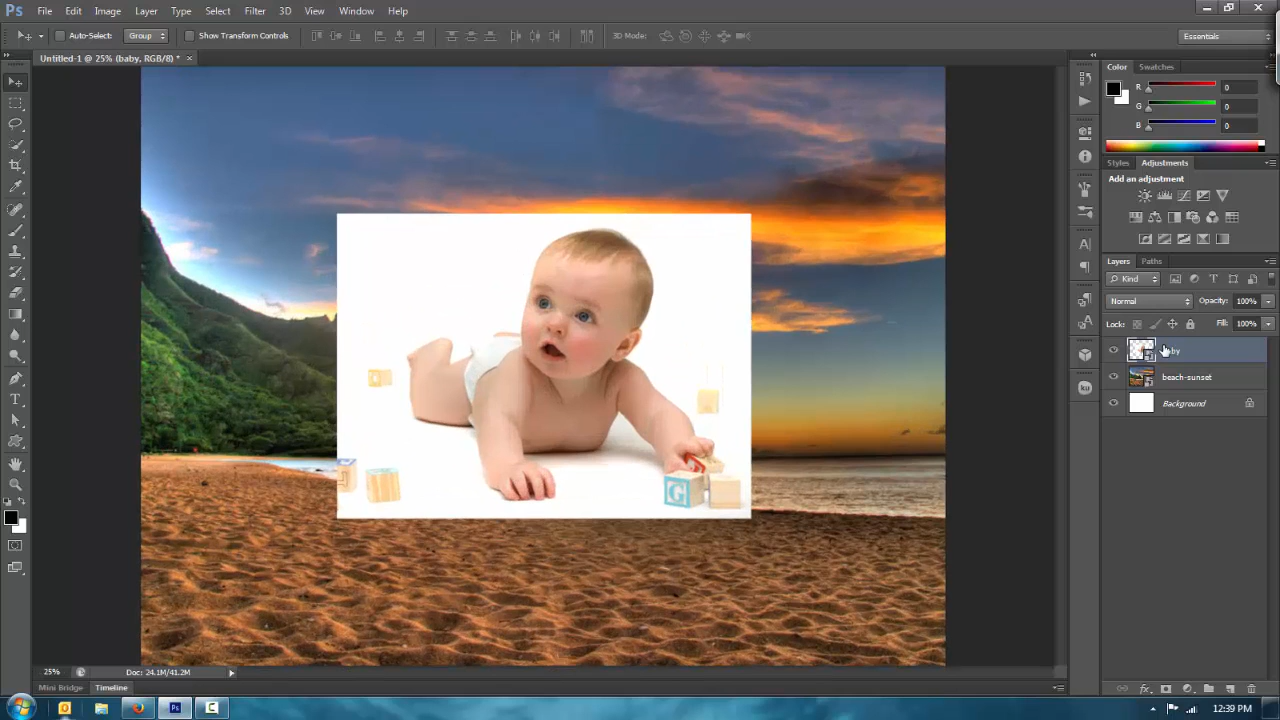 Ps File Edit Image Layer Type Select Filter 3D View Window Help
Auto-Select: Group Show Transform Controls 3D Mode: Essentials
Untitled-1 @ 25% (baby, RGB/8) * ×
Color Swatches
R 0
G 0
B 0
Styles Adjustments
Add an adjustment
Layers Paths
Kind
Normal Opacity: 100%
Lock: Fill: 100%
beach-sunset
Background
G
25% Doc: 24.1M/41.2M
Mini Bridge Timeline
Ps 12:39 PM